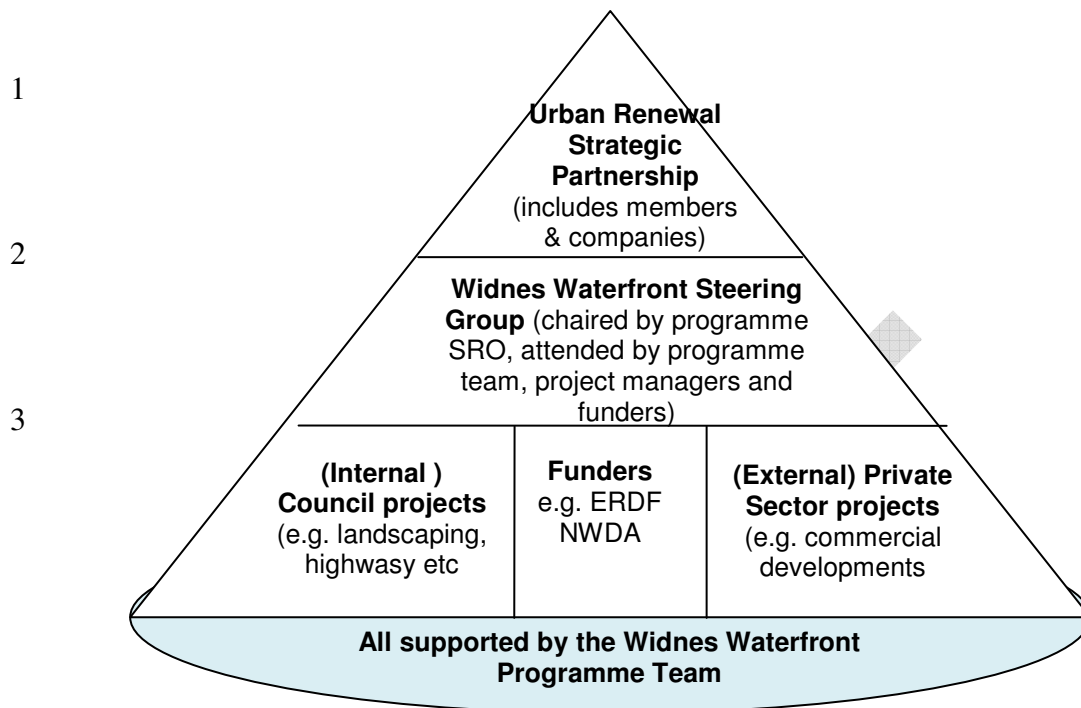 1
Urban Renewal
Strategic
Partnership
(includes members
& companies)
2
Widnes Waterfront Steering
Group (chaired by programme
SRO, attended by programme
team, project managers and
funders)
3
(Internal )
Council projects
(e.g. landscaping,
highwasy etc
Funders
e.g. ERDF
NWDA
(External) Private
Sector projects
(e.g. commercial
developments
All supported by the Widnes Waterfront
Programme Team